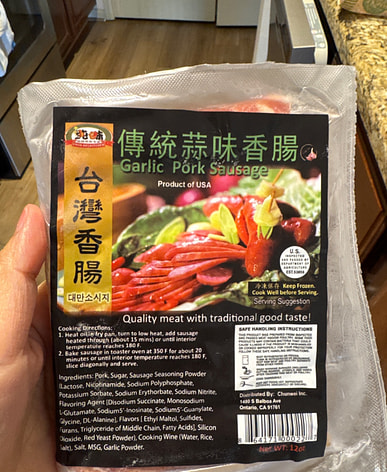 傳統蒜味香腸
Garlic Pork Sausage
Product of USA
台灣香腸
대만소시지
U.S.
INSPECTED
AND PASSED BY
DEPARTMENT OF
AGRICULTURE
冷凍保存 Keep Frozen.
Cook Well before Serving.
Serving Suggestion
Quality meat with traditional good taste!
Cooking Directions:
1. Heat oil in fry pan, turn to low heat, add sausage
heated through (about 15 mins) or until interior
temperature reaches 180 F.
2. Bake sausage in toaster oven at 350 F for about 20
minutes or until interior temperature reaches 180 F,
slice diagonally and serve.
Ingredients: Pork, Sugar, Sausage Seasoning Powder
(Lactose, Nicotinamide, Sodium Polyphosphate,
Potassium Sorbate, Sodium Erythorbate, Sodium Nitrite,
Flavoring Agent [Disodium Succinate, Monosodium
L-Glutamate, Sodium5'-Inosinate, Sodium5'-Guanylate,
Glycine, DL-Alanine], Flavors [Ethyl Maltol, Sulfides,
Furans, Triglyceride of Middle Chain, Fatty Acids], Silicon
Dioxide, Red Yeast Powder), Cooking Wine (Water, Rice,
Salt), Salt, MSG, Garlic Powder.
SAFE HANDLING INSTRUCTIONS
Distributed By: Chunwei Inc.
1480 S Balboa Ave
Ontario, CA 91761
NET WT: 12oz